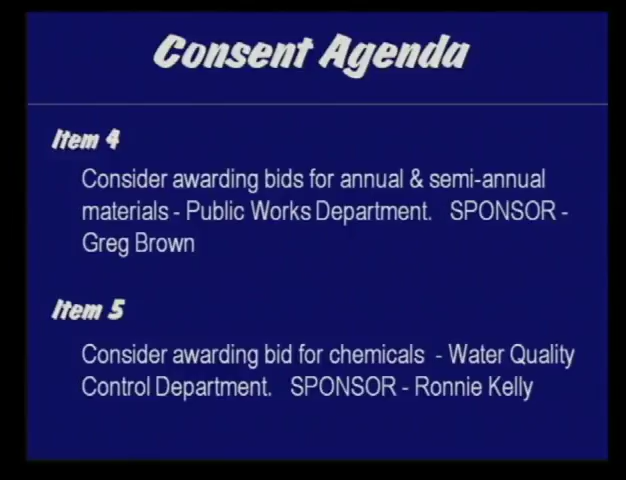 Consent Agenda
Item 4
Consider awarding bids for annual & semi-annual
materials - Public Works Department. SPONSOR -
Greg Brown
Item 5
Consider awarding bid for chemicals - Water Quality
Control Department. SPONSOR - Ronnie Kelly